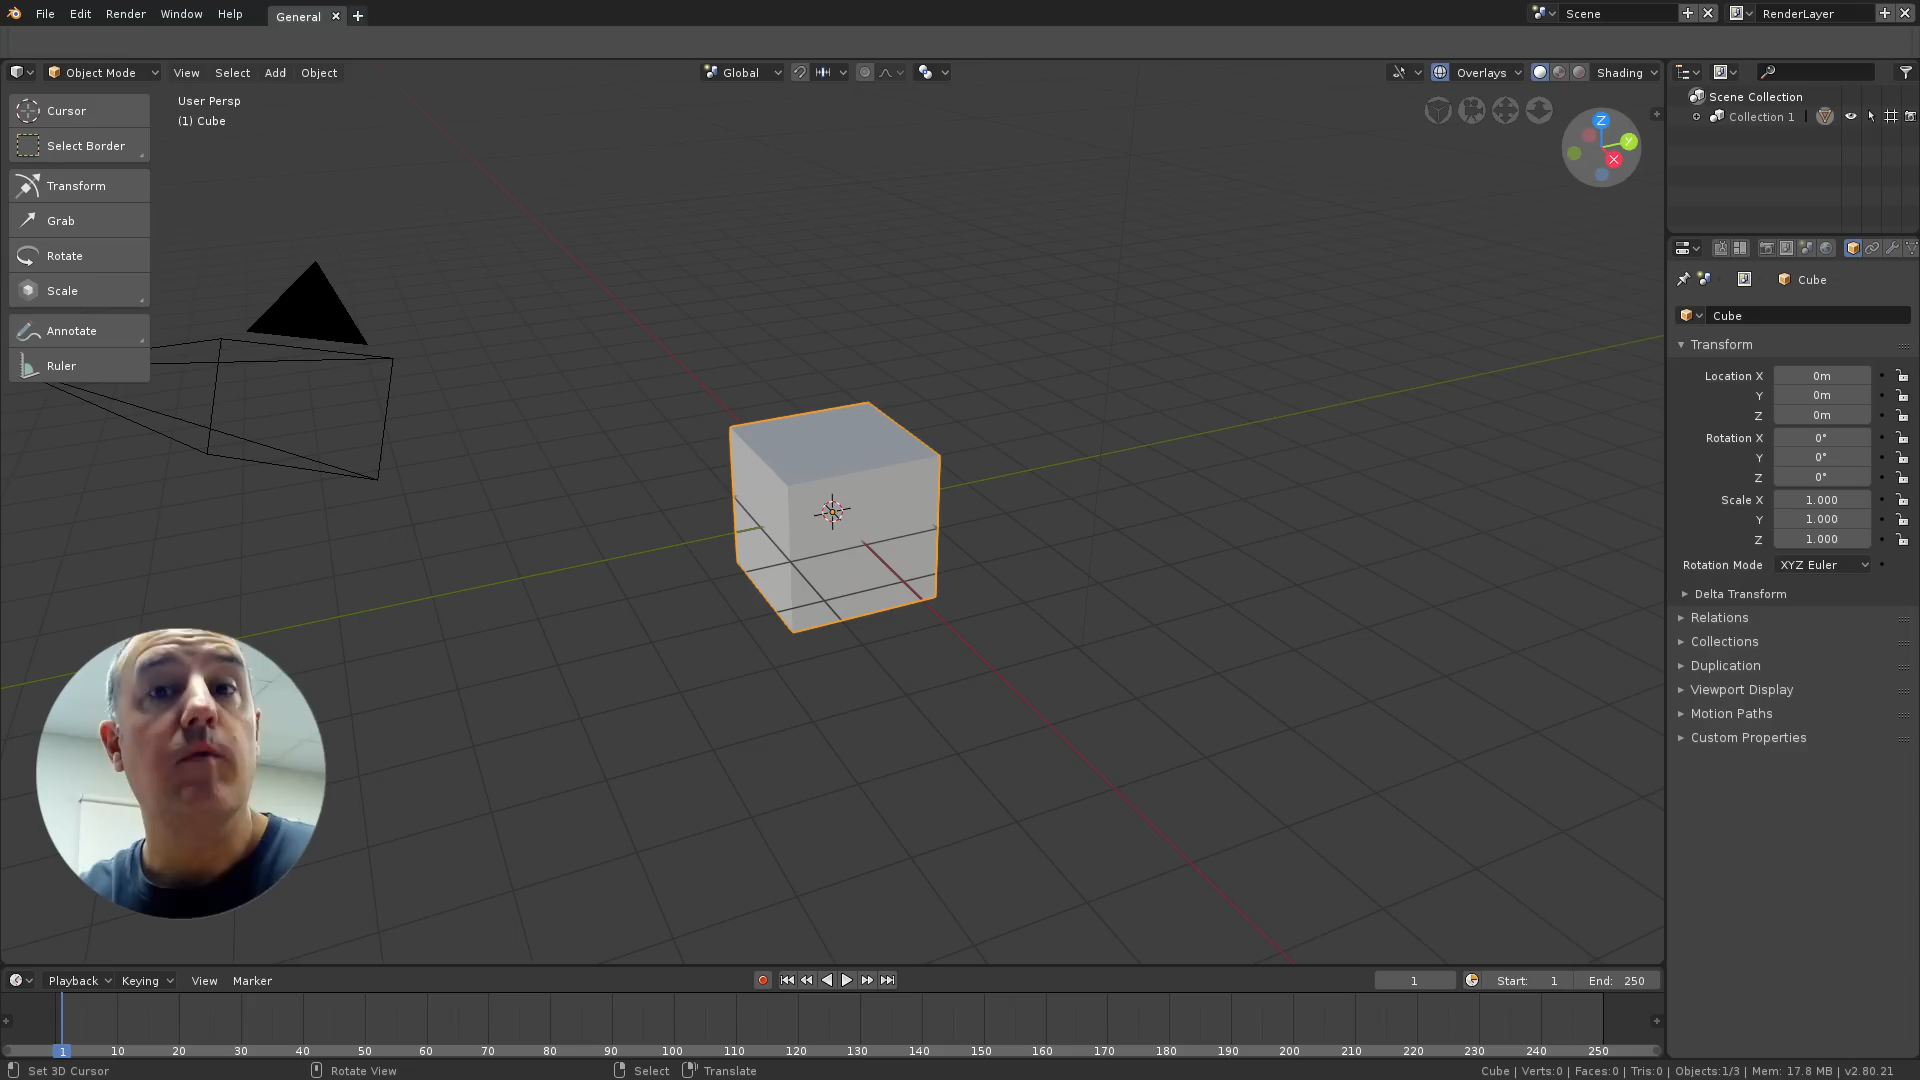 File Edit Render Window Help General Scene RenderLayer
Object Mode View Select Add Object Global Overlays Shading
User Persp
(1) Cube
Cursor
Select Border
Transform
Grab
Rotate
Scale
Annotate
Ruler
Z
Y
X
Scene Collection
Collection 1
Cube
Cube
Transform
Location X 0m
Y 0m
Z 0m
Rotation X 0°
Y 0°
Z 0°
Scale X 1.000
Y 1.000
Z 1.000
Rotation Mode XYZ Euler
Delta Transform
Relations
Collections
Duplication
Viewport Display
Motion Paths
Custom Properties
Playback Keying View Marker 1 Start: 1 End: 250
1 10 20 30 40 50 60 70 80 90 100 110 120 130 140 150 160 170 180 190 200 210 220 230 240 250
Set 3D Cursor Rotate View Select Translate Cube | Verts:0 | Faces:0 | Tris:0 | Objects:1/3 | Mem: 17.8 MB | v2.80.21